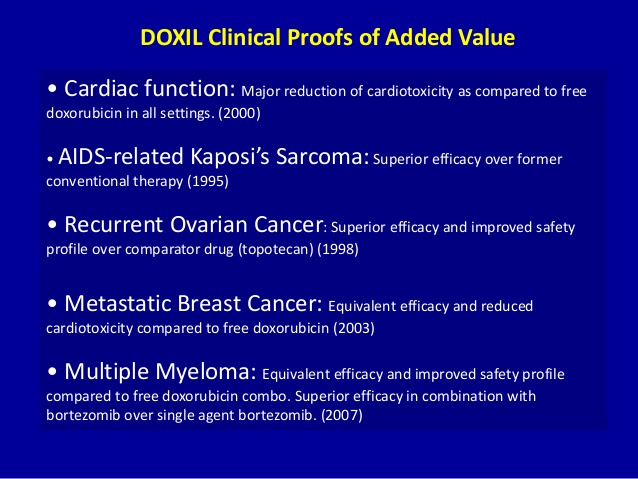 DOXIL Clinical Proofs of Added Value
• Cardiac function: Major reduction of cardiotoxicity as compared to free
doxorubicin in all settings. (2000)
• AIDS-related Kaposi’s Sarcoma: Superior efficacy over former
conventional therapy (1995)
• Recurrent Ovarian Cancer: Superior efficacy and improved safety
profile over comparator drug (topotecan) (1998)
• Metastatic Breast Cancer: Equivalent efficacy and reduced
cardiotoxicity compared to free doxorubicin (2003)
• Multiple Myeloma: Equivalent efficacy and improved safety profile
compared to free doxorubicin combo. Superior efficacy in combination with
bortezomib over single agent bortezomib. (2007)